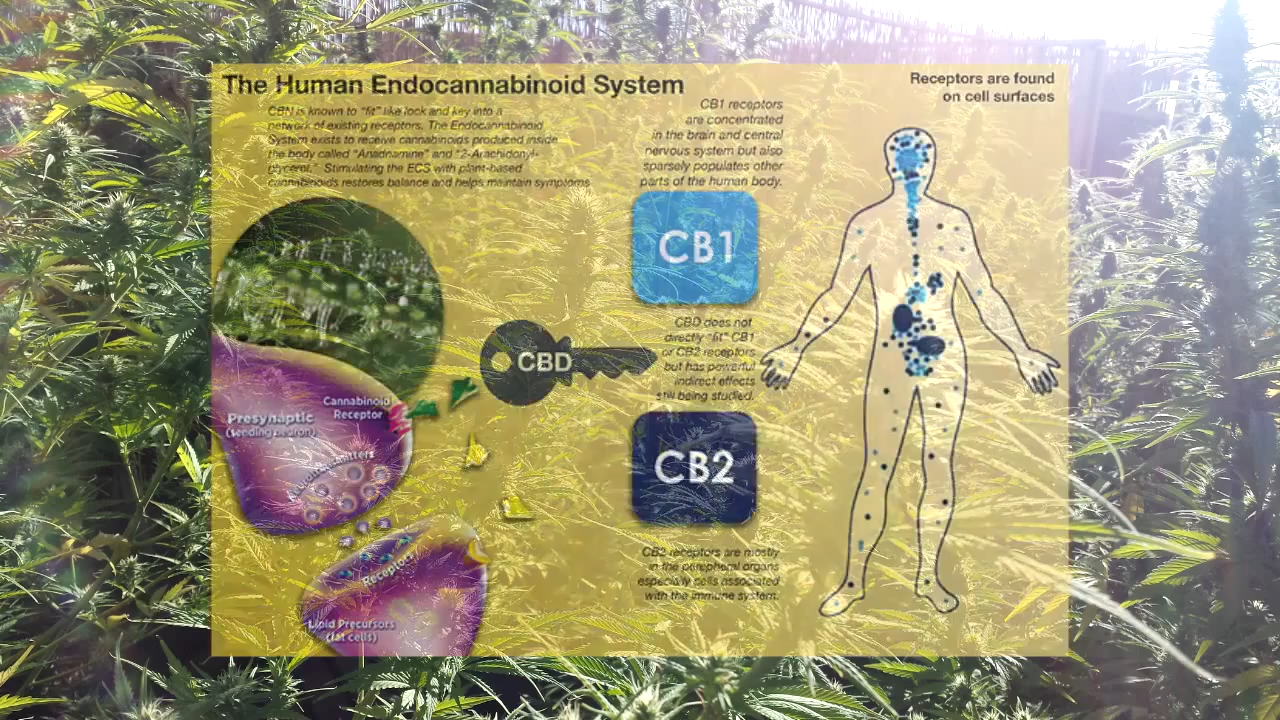 The Human Endocannabinoid System
CBN is known to "fit" like lock and key into a
network of existing receptors. The Endocannabinoid
System exists to receive cannabinoids produced inside
the body called "Anadnamine" and "2-Arachidonyl-
glycerol." Stimulating the ECS with plant-based
cannabinoids restores balance and helps maintain symptoms
CB1 receptors
are concentrated
in the brain and central
nervous system but also
sparsely populates other
parts of the human body.
Receptors are found
on cell surfaces
CB1
CBD
CBD does not
directly "fit" CB1
or CB2 receptors
but has powerful
indirect effects
still being studied.
CB2
CB2 receptors are mostly
in the peripheral organs
especially cells associated
with the immune system.
Cannabinoid
Receptor
Presynaptic
(sending neuron)
Neurotransmitters
Receptor
Lipid Precursors
(fat cells)